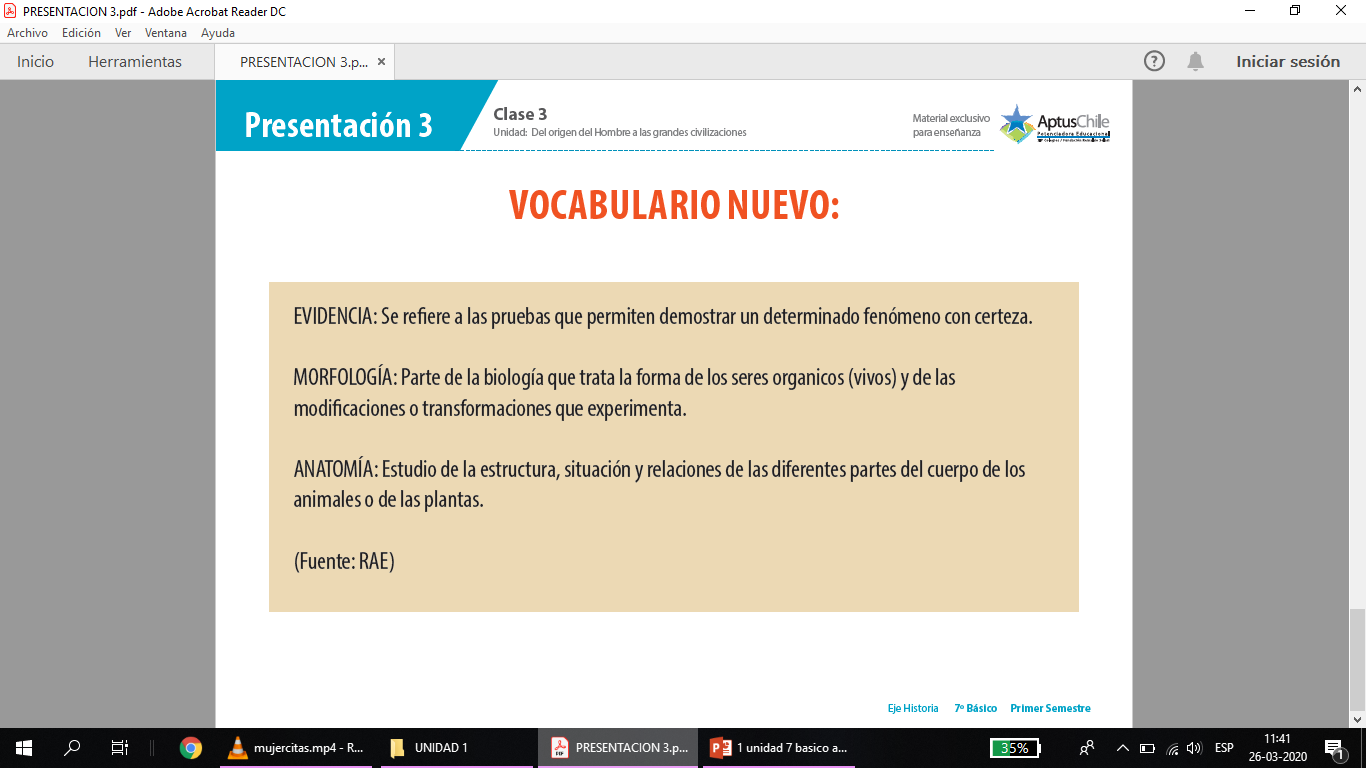 PRESENTACION 3.pdf - Adobe Acrobat Reader DC
Archivo Edición Ver Ventana Ayuda
Inicio Herramientas PRESENTACION 3.p... × Iniciar sesión
Presentación 3
Clase 3
Unidad: Del origen del Hombre a las grandes civilizaciones
Material exclusivo
para enseñanza
AptusChile
Potenciadora Educacional
VOCABULARIO NUEVO:
EVIDENCIA: Se refiere a las pruebas que permiten demostrar un determinado fenómeno con certeza.
MORFOLOGÍA: Parte de la biología que trata la forma de los seres organicos (vivos) y de las
modificaciones o transformaciones que experimenta.
ANATOMÍA: Estudio de la estructura, situación y relaciones de las diferentes partes del cuerpo de los
animales o de las plantas.
(Fuente: RAE)
Eje Historia 7º Básico Primer Semestre
mujercitas.mp4 - R... UNIDAD 1 PRESENTACION 3.p... 1 unidad 7 basico a... 35% ESP 11:41
26-03-2020 1